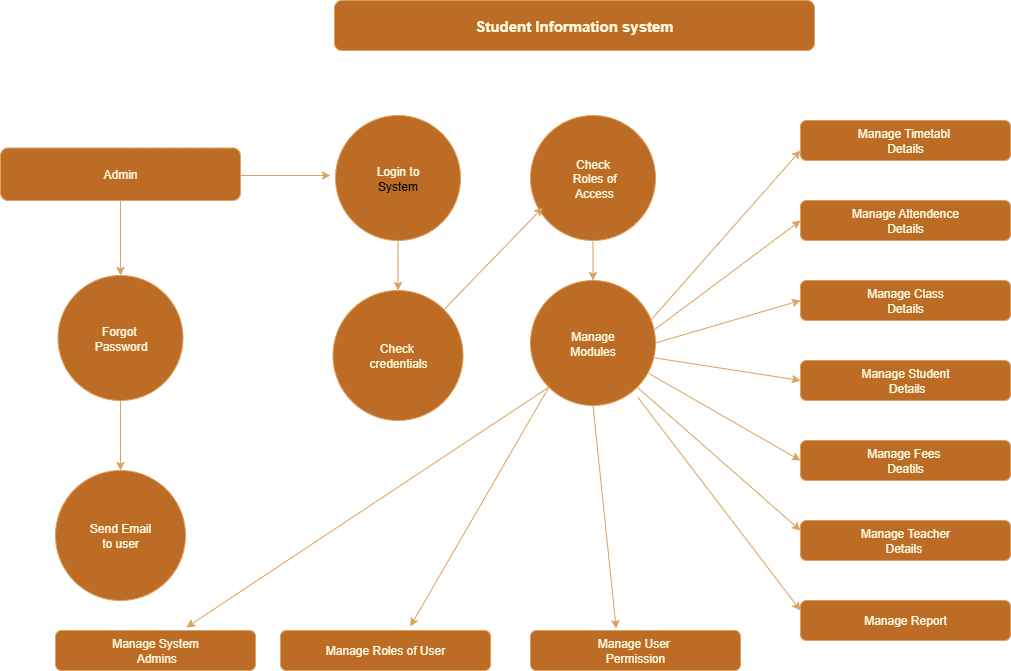 Student Information system
Admin
Login to
System
Check
Roles of
Access
Manage Timetabl
Details
Manage Attendence
Details
Manage Class
Details
Forgot
Password
Check
credentials
Manage
Modules
Manage Student
Details
Manage Fees
Deatils
Send Email
to user
Manage Teacher
Details
Manage Report
Manage System
Admins
Manage Roles of User
Manage User
Permission